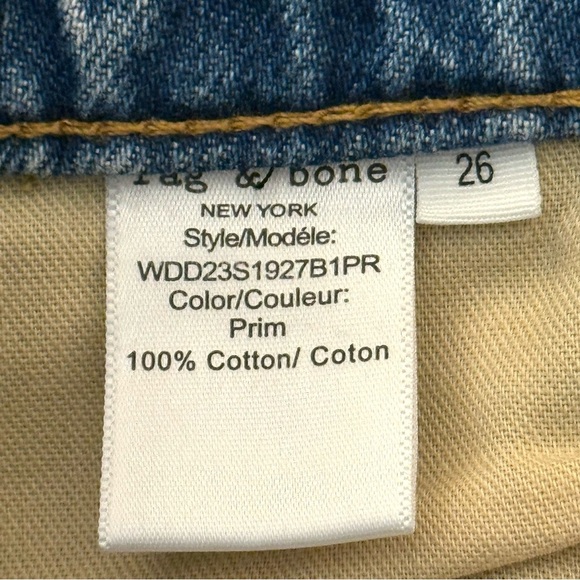 rag & bone
26
NEW YORK
Style/Modéle:
WDD23S1927B1PR
Color/Couleur:
Prim
100% Cotton/ Coton